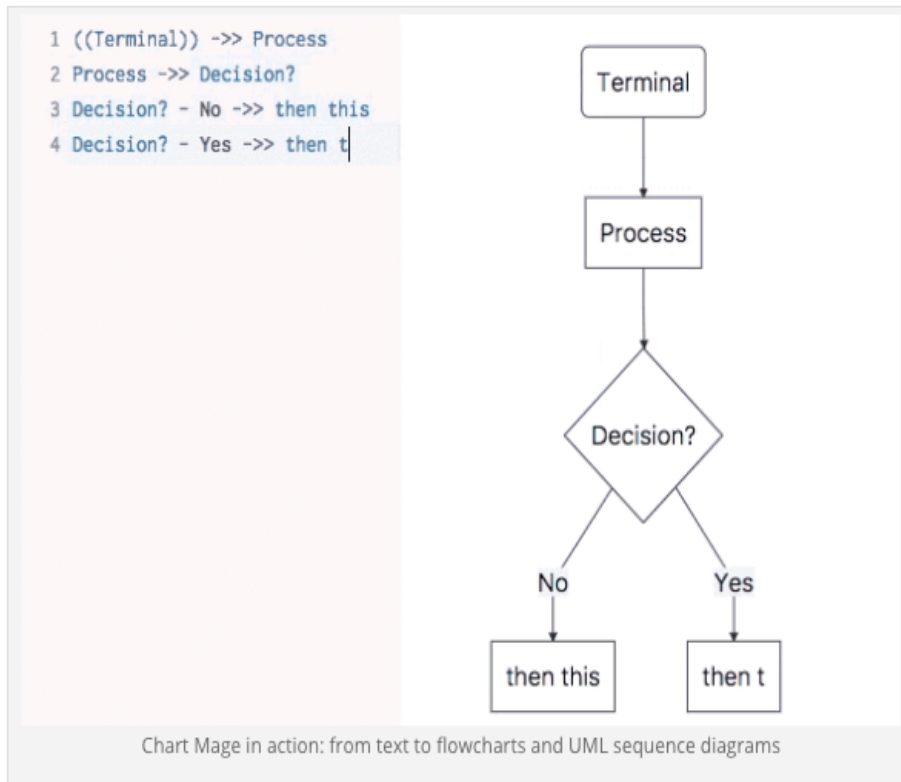 1 ((Terminal)) ->> Process
2 Process ->> Decision?
3 Decision? - No ->> then this
4 Decision? - Yes ->> then t
Terminal
Process
Decision?
No
Yes
then this
then t
Chart Mage in action: from text to flowcharts and UML sequence diagrams